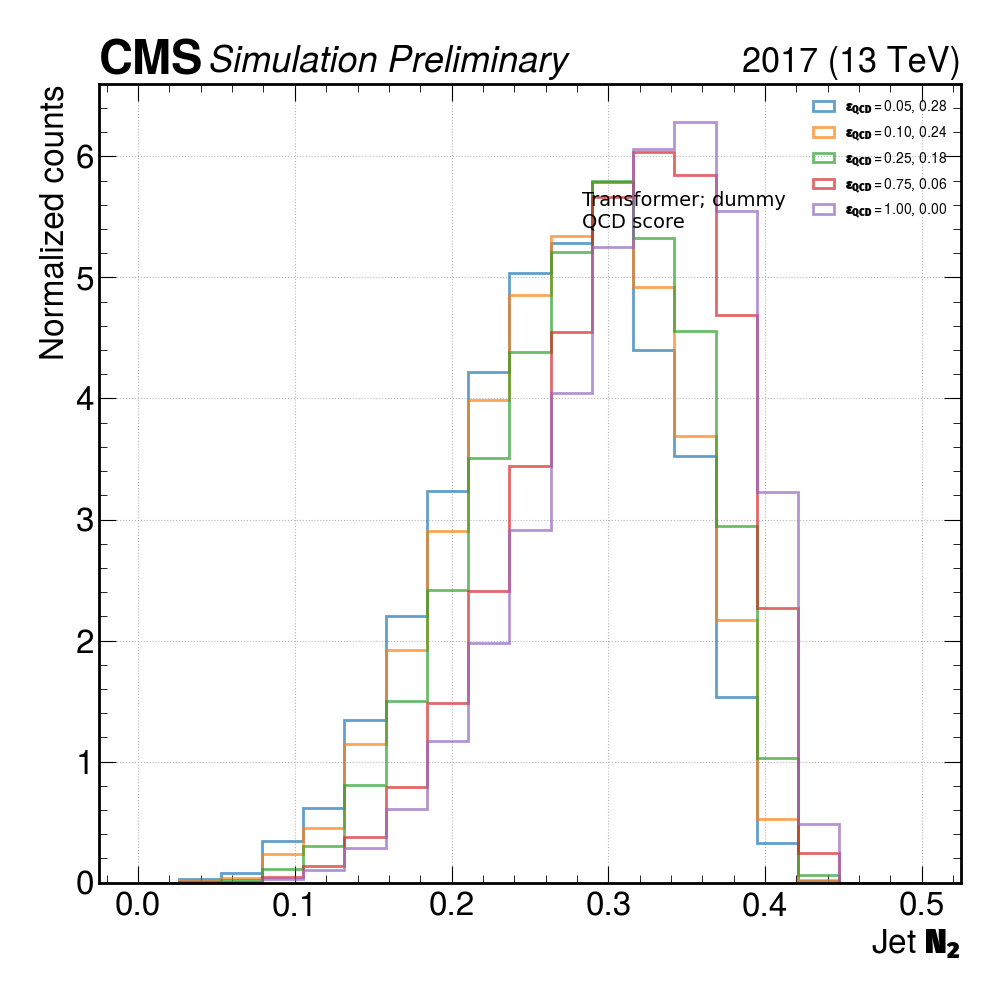 CMS Simulation Preliminary 2017 (13 TeV)
Normalized counts
6
5
4
3
2
1
0
ε_QCD = 0.05, 0.28
ε_QCD = 0.10, 0.24
ε_QCD = 0.25, 0.18
ε_QCD = 0.75, 0.06
ε_QCD = 1.00, 0.00
Transformer; dummy
QCD score
0.0 0.1 0.2 0.3 0.4 0.5
Jet N₂